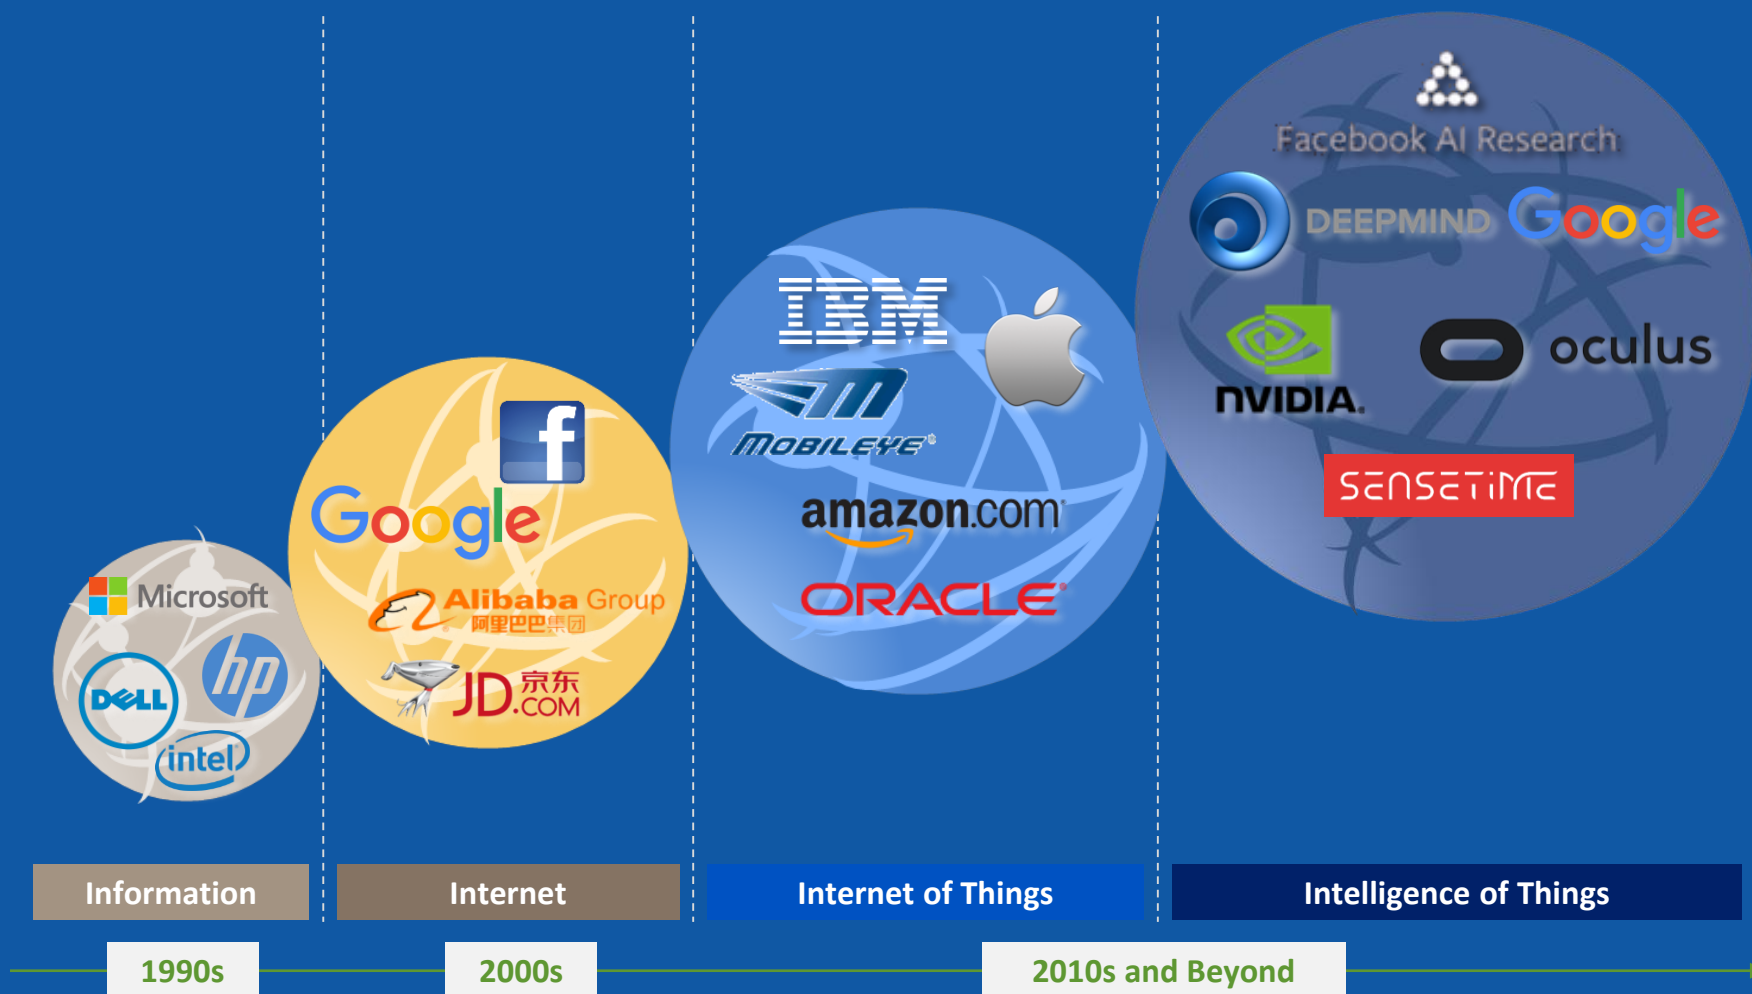 Microsoft
hp
DELL
intel
f
Google
Alibaba Group
阿里巴巴集团
JD京东
.COM
IBM
MOBILEYE®
amazon.com
ORACLE®
Facebook AI Research
DEEPMIND Google
NVIDIA.
oculus
SENSETIME
Information
Internet
Internet of Things
Intelligence of Things
1990s
2000s
2010s and Beyond